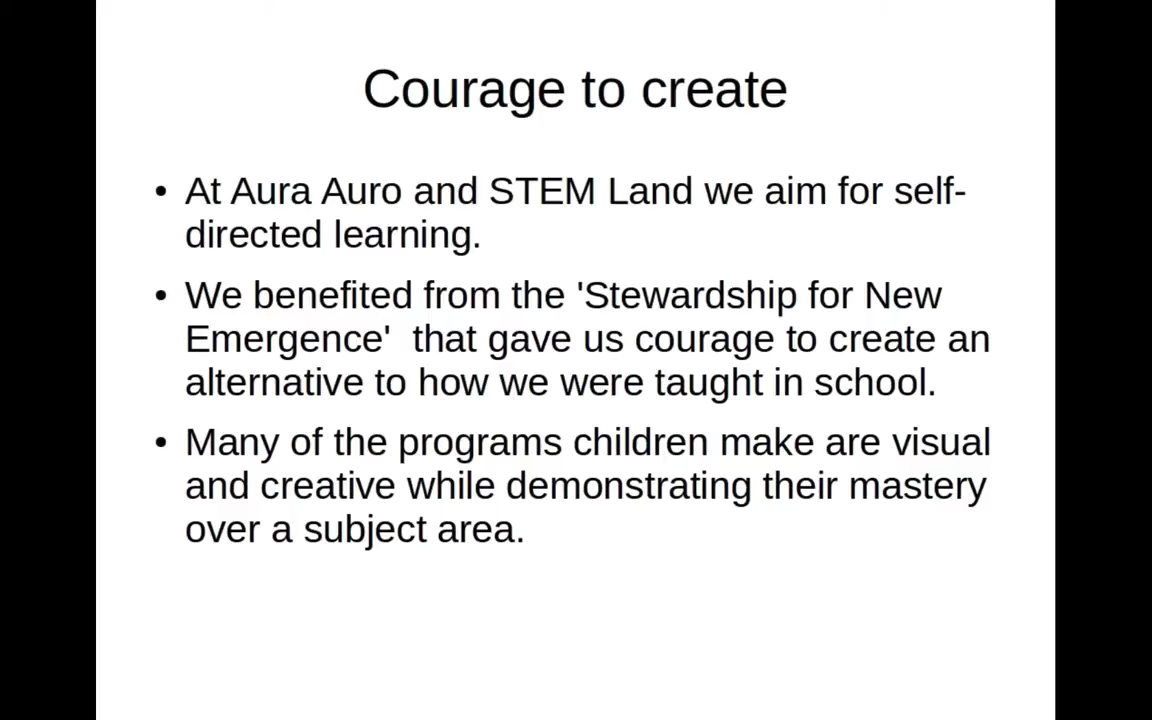 Courage to create
• At Aura Auro and STEM Land we aim for self-
directed learning.
• We benefited from the 'Stewardship for New
Emergence'  that gave us courage to create an
alternative to how we were taught in school.
• Many of the programs children make are visual
and creative while demonstrating their mastery
over a subject area.